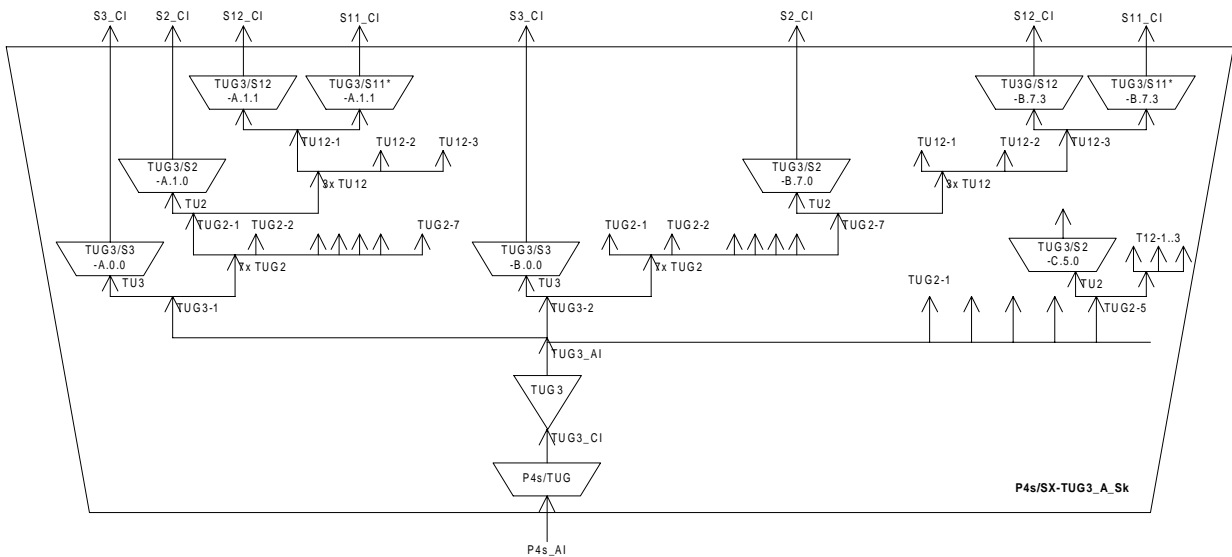 S3_CI S2_CI S12_CI S11_CI S3_CI S2_CI S12_CI S11_CI
TUG3/S12
-A.1.1
TUG3/S11*
-A.1.1
TU3G/S12
-B.7.3
TUG3/S11*
-B.7.3
TU12-1 TU12-2 TU12-3 TU12-1 TU12-2 TU12-3
TUG3/S2
-A.1.0
TUG3/S2
-B.7.0
3x TU12 3x TU12
TU2 TU2
TUG2-1 TUG2-2 TUG2-7 TUG2-1 TUG2-2 TUG2-7
TUG3/S3
-A.0.0
TUG3/S3
-B.0.0
TUG3/S2
-C.5.0
T12-1..3
7x TUG2 7x TUG2
TU3 TU3 TUG2-1 TU2
TUG3-1 TUG3-2 TUG2-5
TUG3_AI
TUG3
TUG3_CI
P4s/TUG
P4s/SX-TUG3_A_Sk
P4s_AI